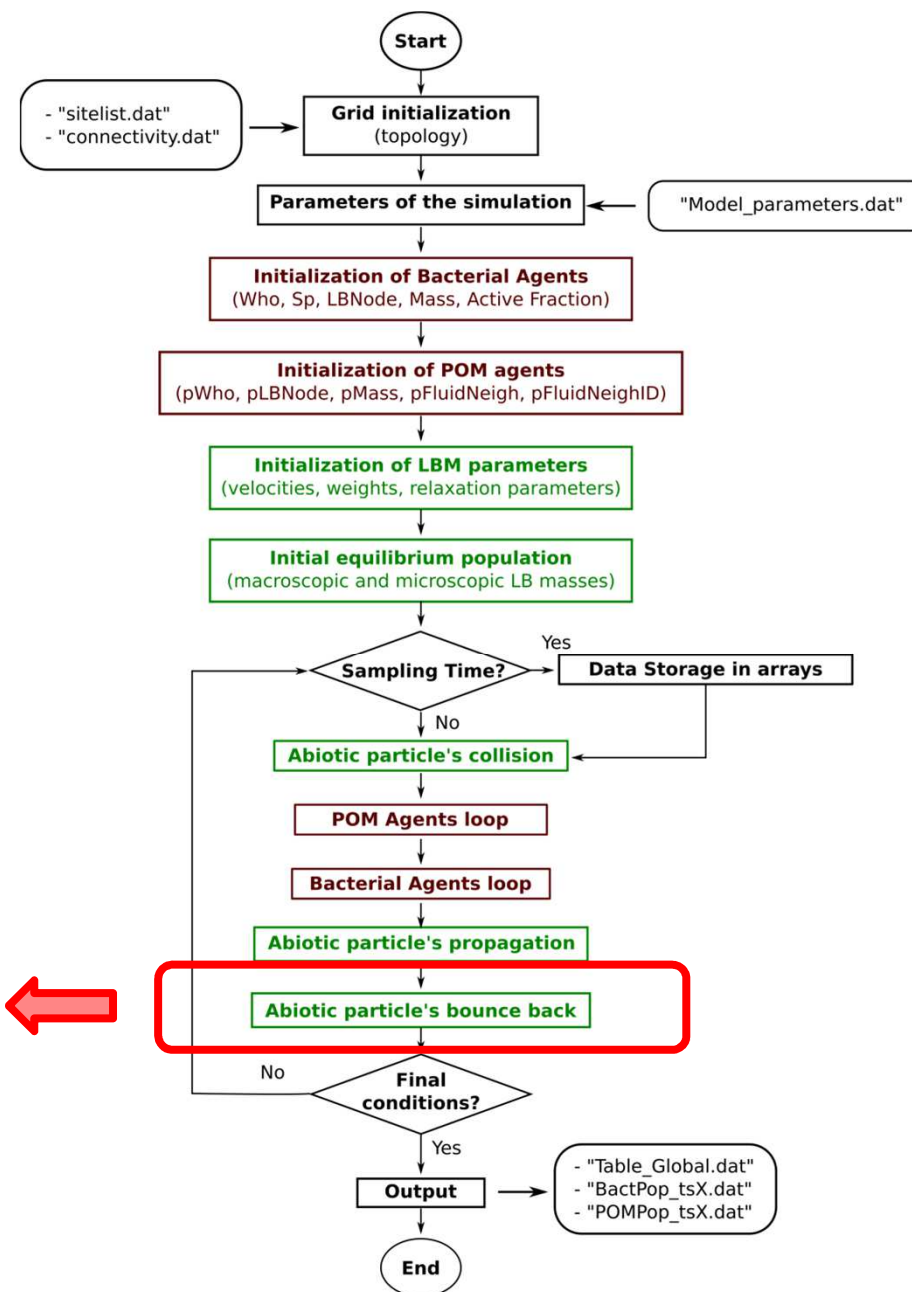 Start
- "sitelist.dat"
- "connectivity.dat"
Grid initialization
(topology)
Parameters of the simulation
"Model_parameters.dat"
Initialization of Bacterial Agents
(Who, Sp, LBNode, Mass, Active Fraction)
Initialization of POM agents
(pWho, pLBNode, pMass, pFluidNeigh, pFluidNeighID)
Initialization of LBM parameters
(velocities, weights, relaxation parameters)
Initial equilibrium population
(macroscopic and microscopic LB masses)
Sampling Time?
Yes
Data Storage in arrays
No
Abiotic particle's collision
POM Agents loop
Bacterial Agents loop
Abiotic particle's propagation
Abiotic particle's bounce back
No
Final
conditions?
Yes
Output
- "Table_Global.dat"
- "BactPop_tsX.dat"
- "POMPop_tsX.dat"
End